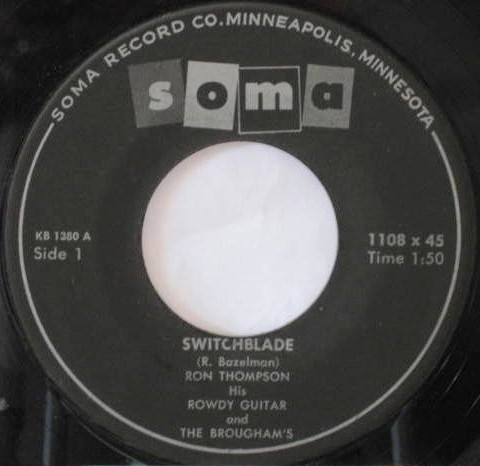 SOMA RECORD CO. MINNEAPOLIS, MINNESOTA
soma
KB 1380 A
Side 1
1108 x 45
Time 1:50
SWITCHBLADE
(R. Bazelman)
RON THOMPSON
His
ROWDY GUITAR
and
THE BROUGHAM'S